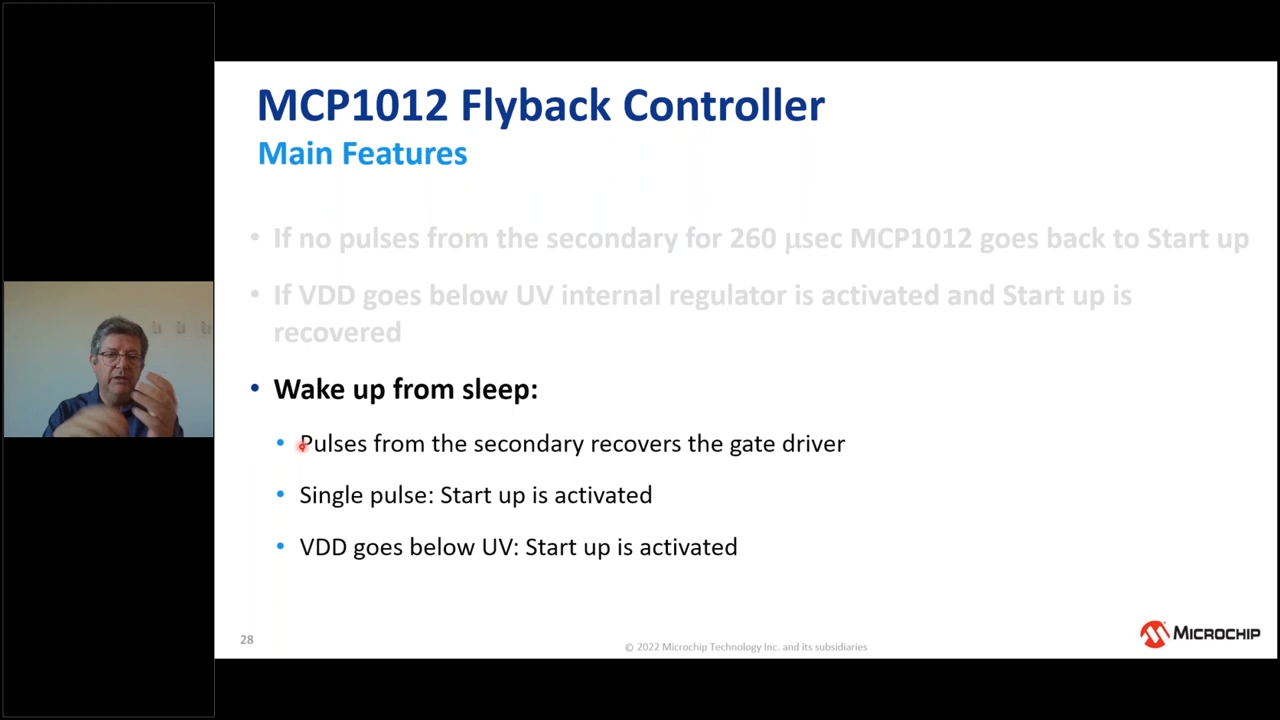 MCP1012 Flyback Controller
Main Features
• If no pulses from the secondary for 260 µsec MCP1012 goes back to Start up
• If VDD goes below UV internal regulator is activated and Start up is
recovered
• Wake up from sleep:
• Pulses from the secondary recovers the gate driver
• Single pulse: Start up is activated
• VDD goes below UV: Start up is activated
28
© 2022 Microchip Technology Inc. and its subsidiaries
MICROCHIP